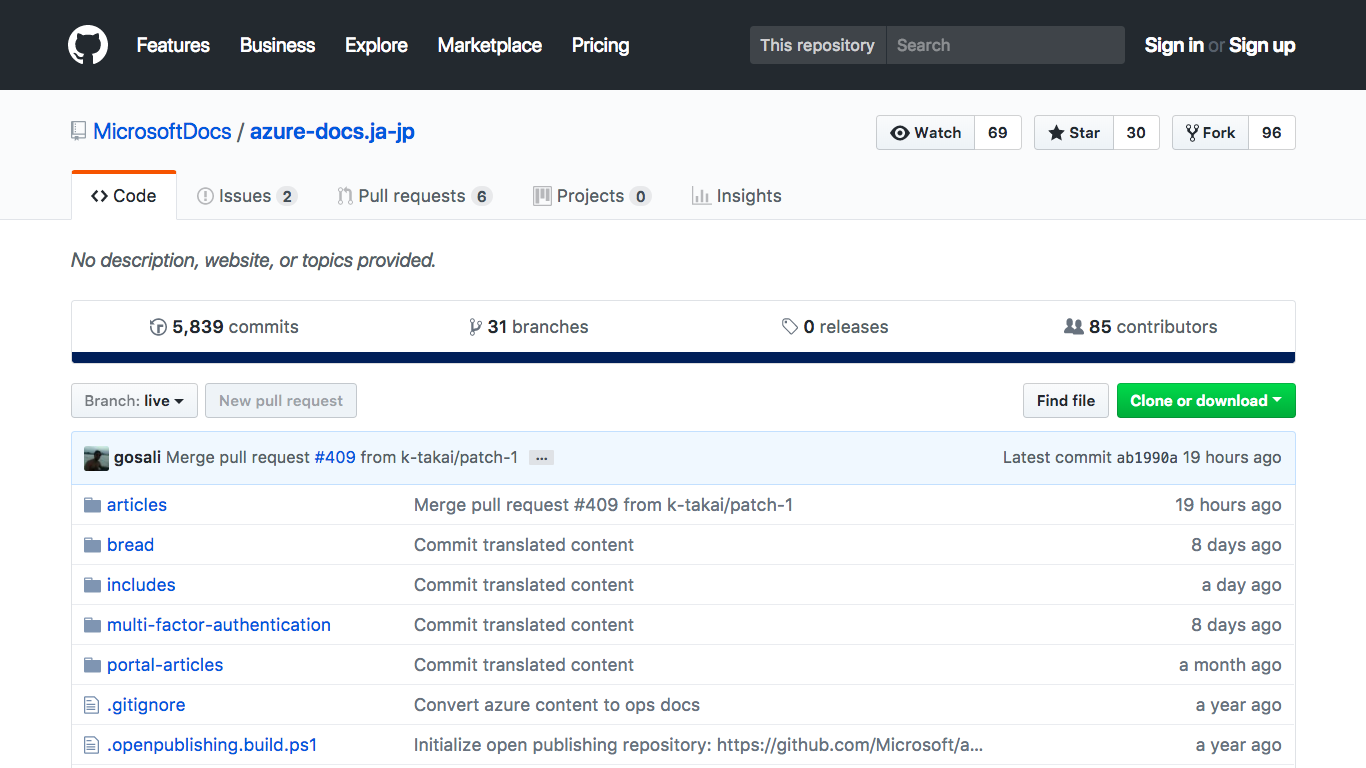 Features Business Explore Marketplace Pricing This repository Search Sign in or Sign up
MicrosoftDocs / azure-docs.ja-jp Watch 69 Star 30 Fork 96
Code Issues 2 Pull requests 6 Projects 0 Insights
No description, website, or topics provided.
5,839 commits 31 branches 0 releases 85 contributors
Branch: live New pull request Find file Clone or download
gosali Merge pull request #409 from k-takai/patch-1 … Latest commit ab1990a 19 hours ago
articles Merge pull request #409 from k-takai/patch-1 19 hours ago
bread Commit translated content 8 days ago
includes Commit translated content a day ago
multi-factor-authentication Commit translated content 8 days ago
portal-articles Commit translated content a month ago
.gitignore Convert azure content to ops docs a year ago
.openpublishing.build.ps1 Initialize open publishing repository: https://github.com/Microsoft/a... a year ago